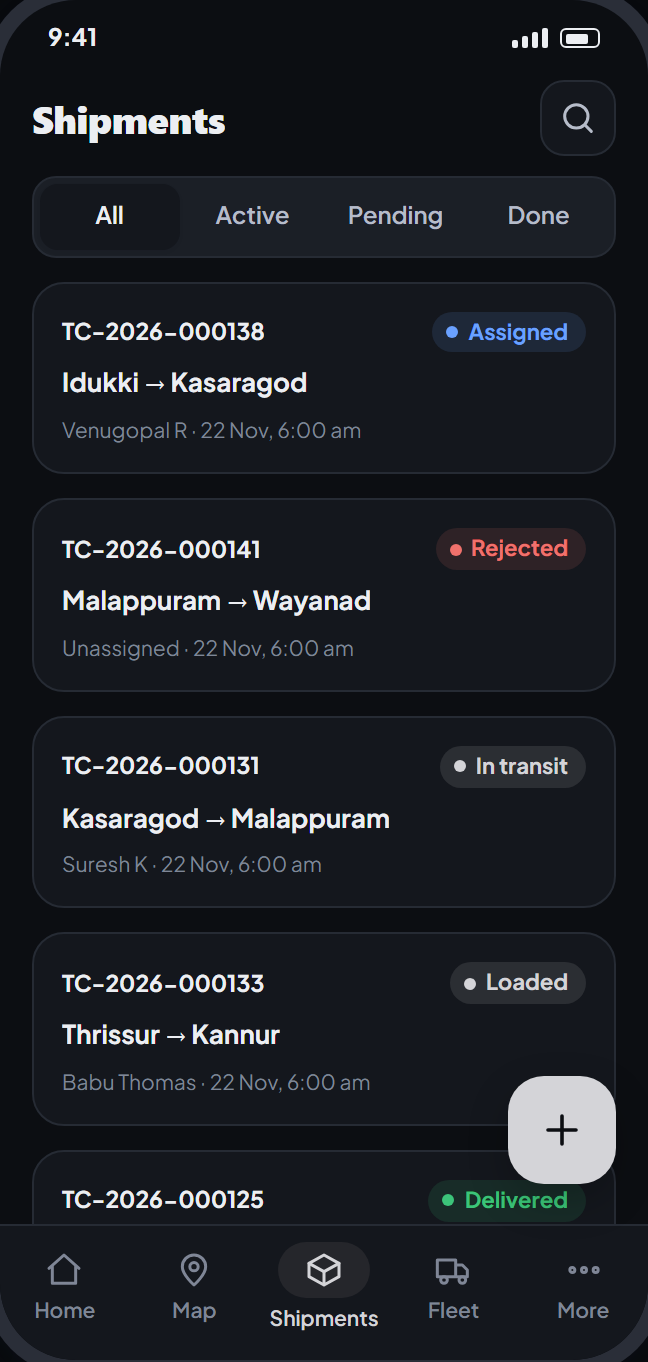 9:41
Shipments
All Active Pending Done
TC-2026-000138 Assigned
Idukki → Kasaragod
Venugopal R · 22 Nov, 6:00 am
TC-2026-000141 Rejected
Malappuram → Wayanad
Unassigned · 22 Nov, 6:00 am
TC-2026-000131 In transit
Kasaragod → Malappuram
Suresh K · 22 Nov, 6:00 am
TC-2026-000133 Loaded
Thrissur → Kannur
Babu Thomas · 22 Nov, 6:00 am
TC-2026-000125 Delivered
Home Map Shipments Fleet More